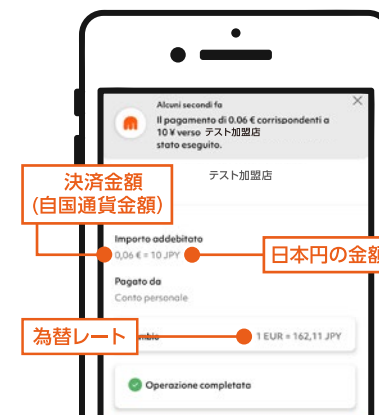 Alcuni secondi fa
Il pagamento di 0.06 € corrispondenti a
10 ¥ verso テスト加盟店
stato eseguito.
テスト加盟店
決済金額
(自国通貨金額)
Importo addebitato
0,06 € = 10 JPY
日本円の金額
Pagato da
Conto personale
為替レート
mbio
1 EUR = 162,11 JPY
Operazione completata